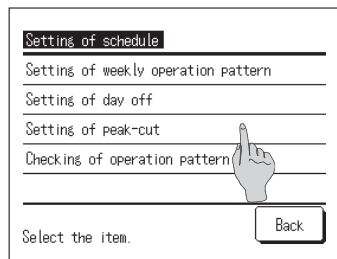 Setting of schedule
Setting of weekly operation pattern
Setting of day off
Setting of peak-cut
Checking of operation pattern
Select the item.
Back